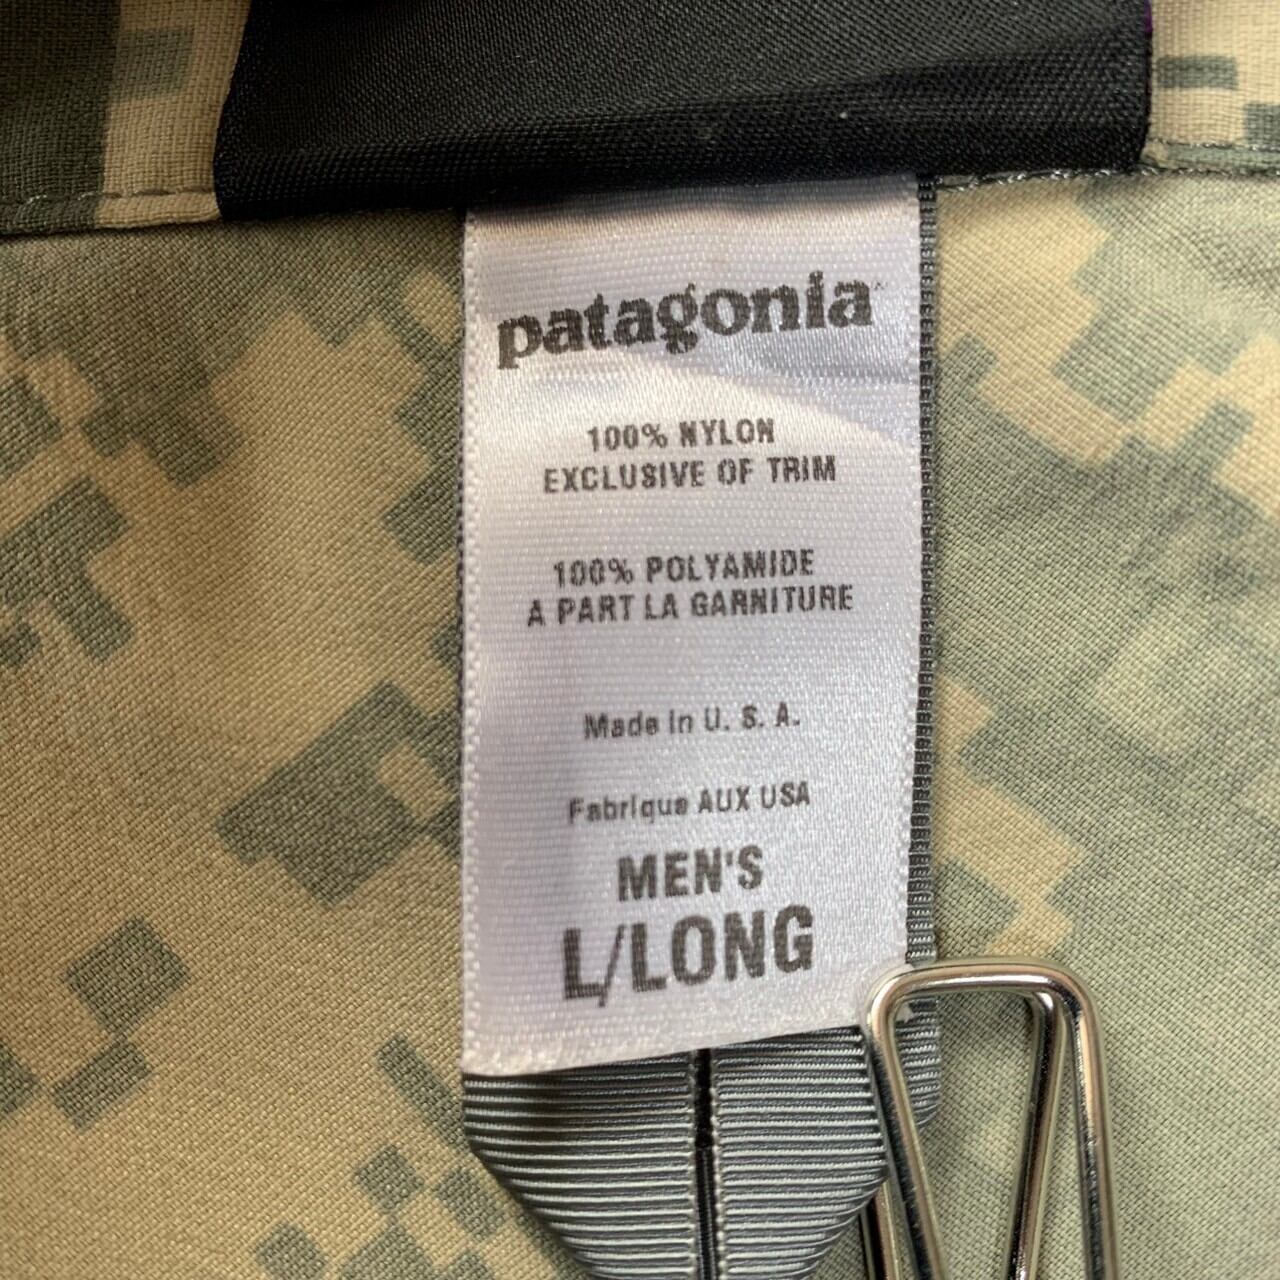 patagonia
100% NYLON
EXCLUSIVE OF TRIM
100% POLYAMIDE
A PART LA GARNITURE
Made in U. S. A.
Fabrique AUX USA
MEN'S
L/LONG